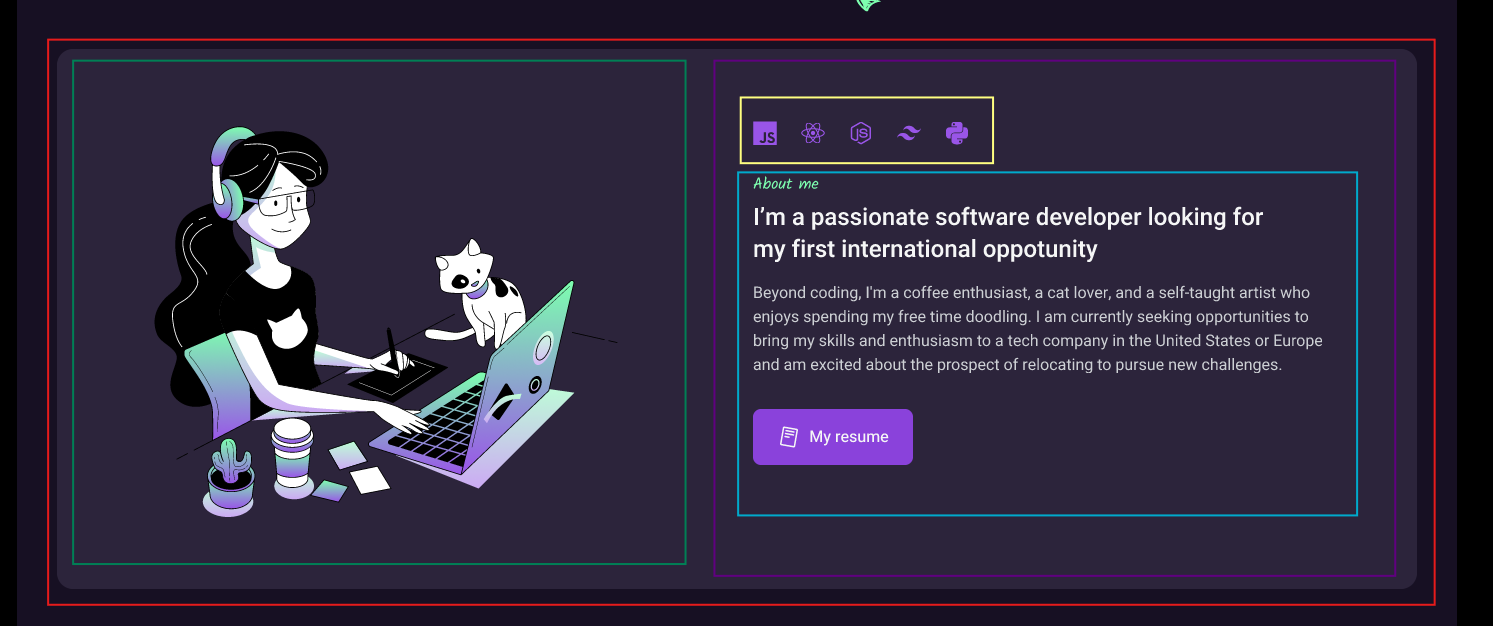 JS
JS
About me
I'm a passionate software developer looking for
my first international oppotunity
Beyond coding, I'm a coffee enthusiast, a cat lover, and a self-taught artist who
enjoys spending my free time doodling. I am currently seeking opportunities to
bring my skills and enthusiasm to a tech company in the United States or Europe
and am excited about the prospect of relocating to pursue new challenges.
My resume